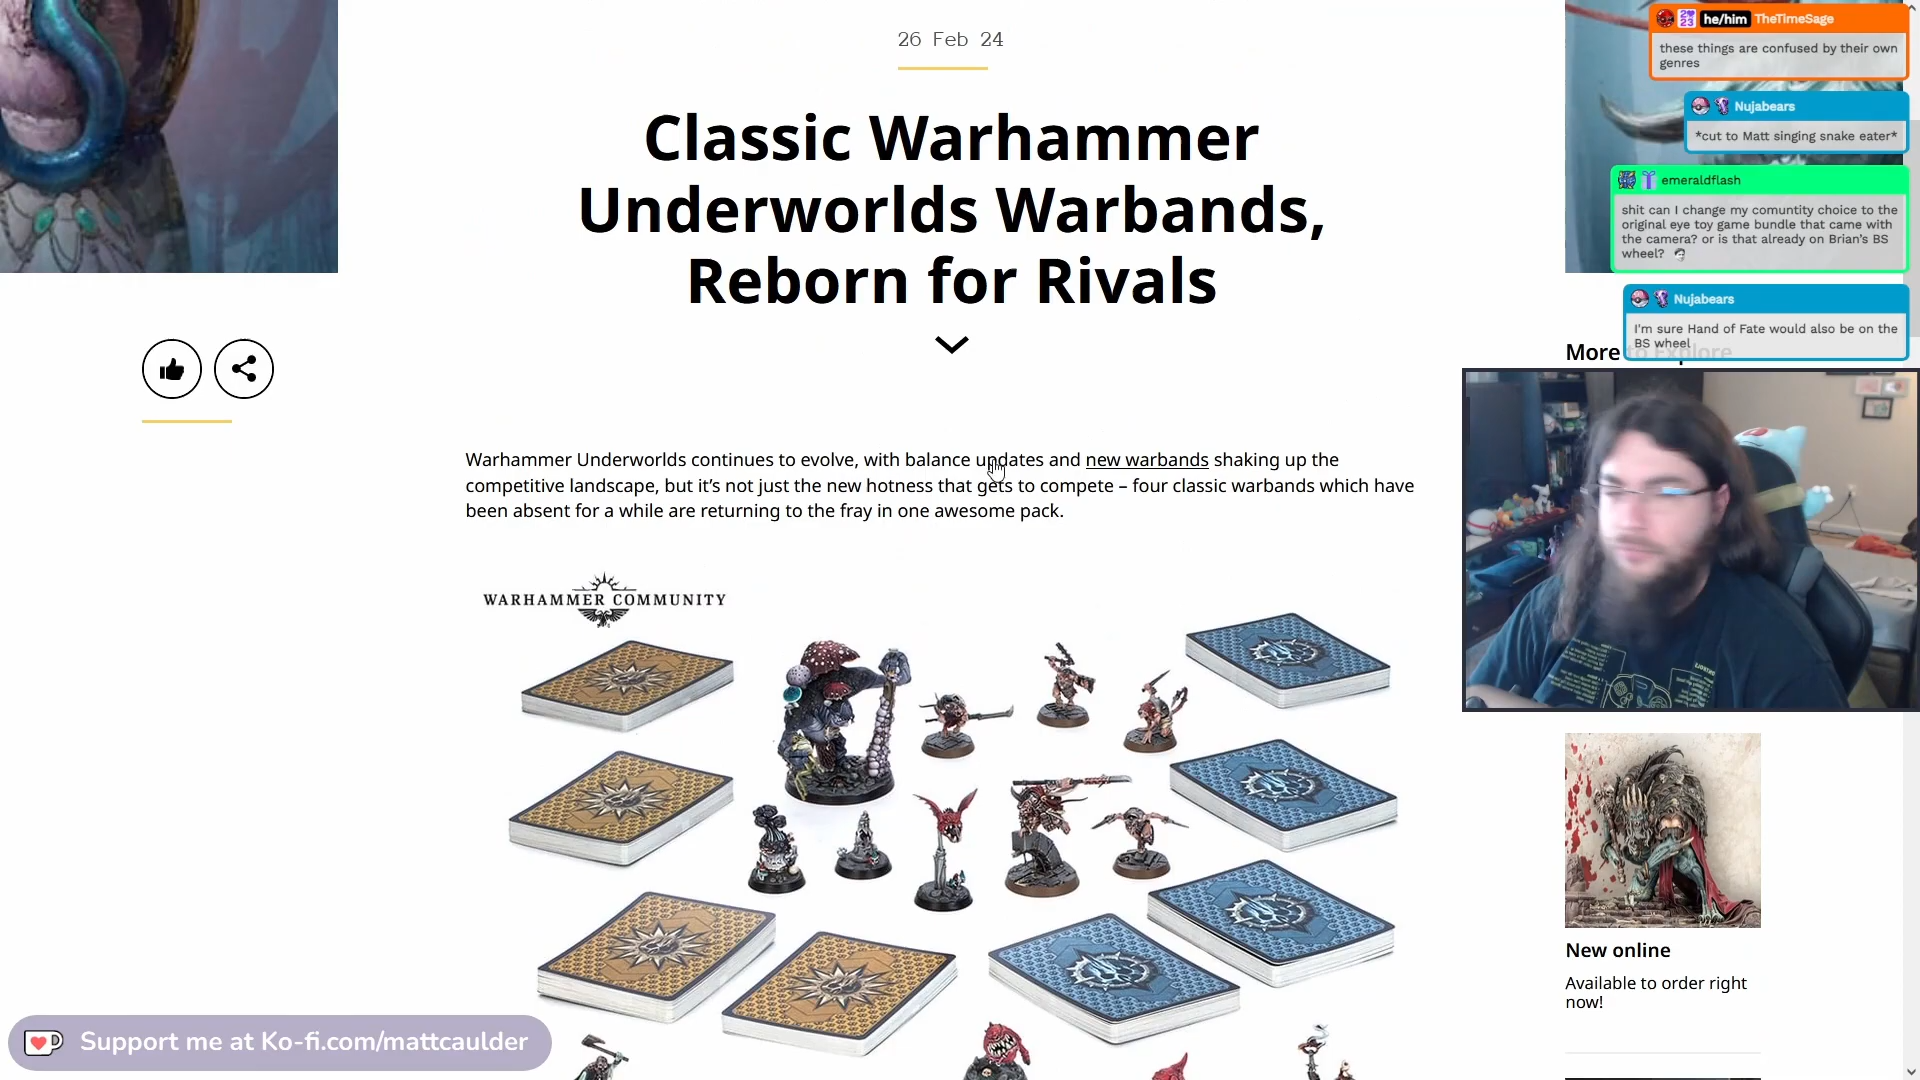 26 Feb 24
Classic Warhammer
Underworlds Warbands,
Reborn for Rivals
Warhammer Underworlds continues to evolve, with balance updates and new warbands shaking up the
competitive landscape, but it's not just the new hotness that gets to compete – four classic warbands which have
been absent for a while are returning to the fray in one awesome pack.
WARHAMMER COMMUNITY
he/him TheTimeSage
these things are confused by their own
genres
Nujabears
*cut to Matt singing snake eater*
emeraldflash
shit can I change my comuntity choice to the
original eye toy game bundle that came with
the camera? or is that already on Brian's BS
wheel?
Nujabears
I'm sure Hand of Fate would also be on the
BS wheel
More to Explore
New online
Available to order right
now!
Support me at Ko-fi.com/mattcaulder